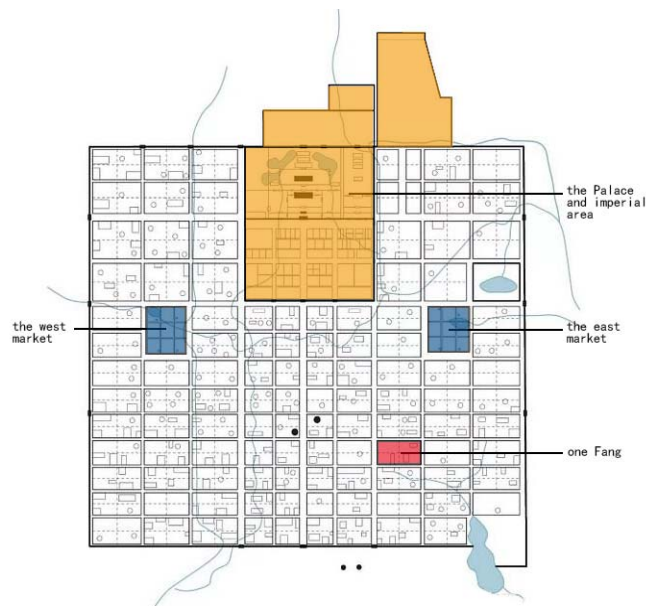 the Palace
and imperial
area
the west
market
the east
market
one Fang